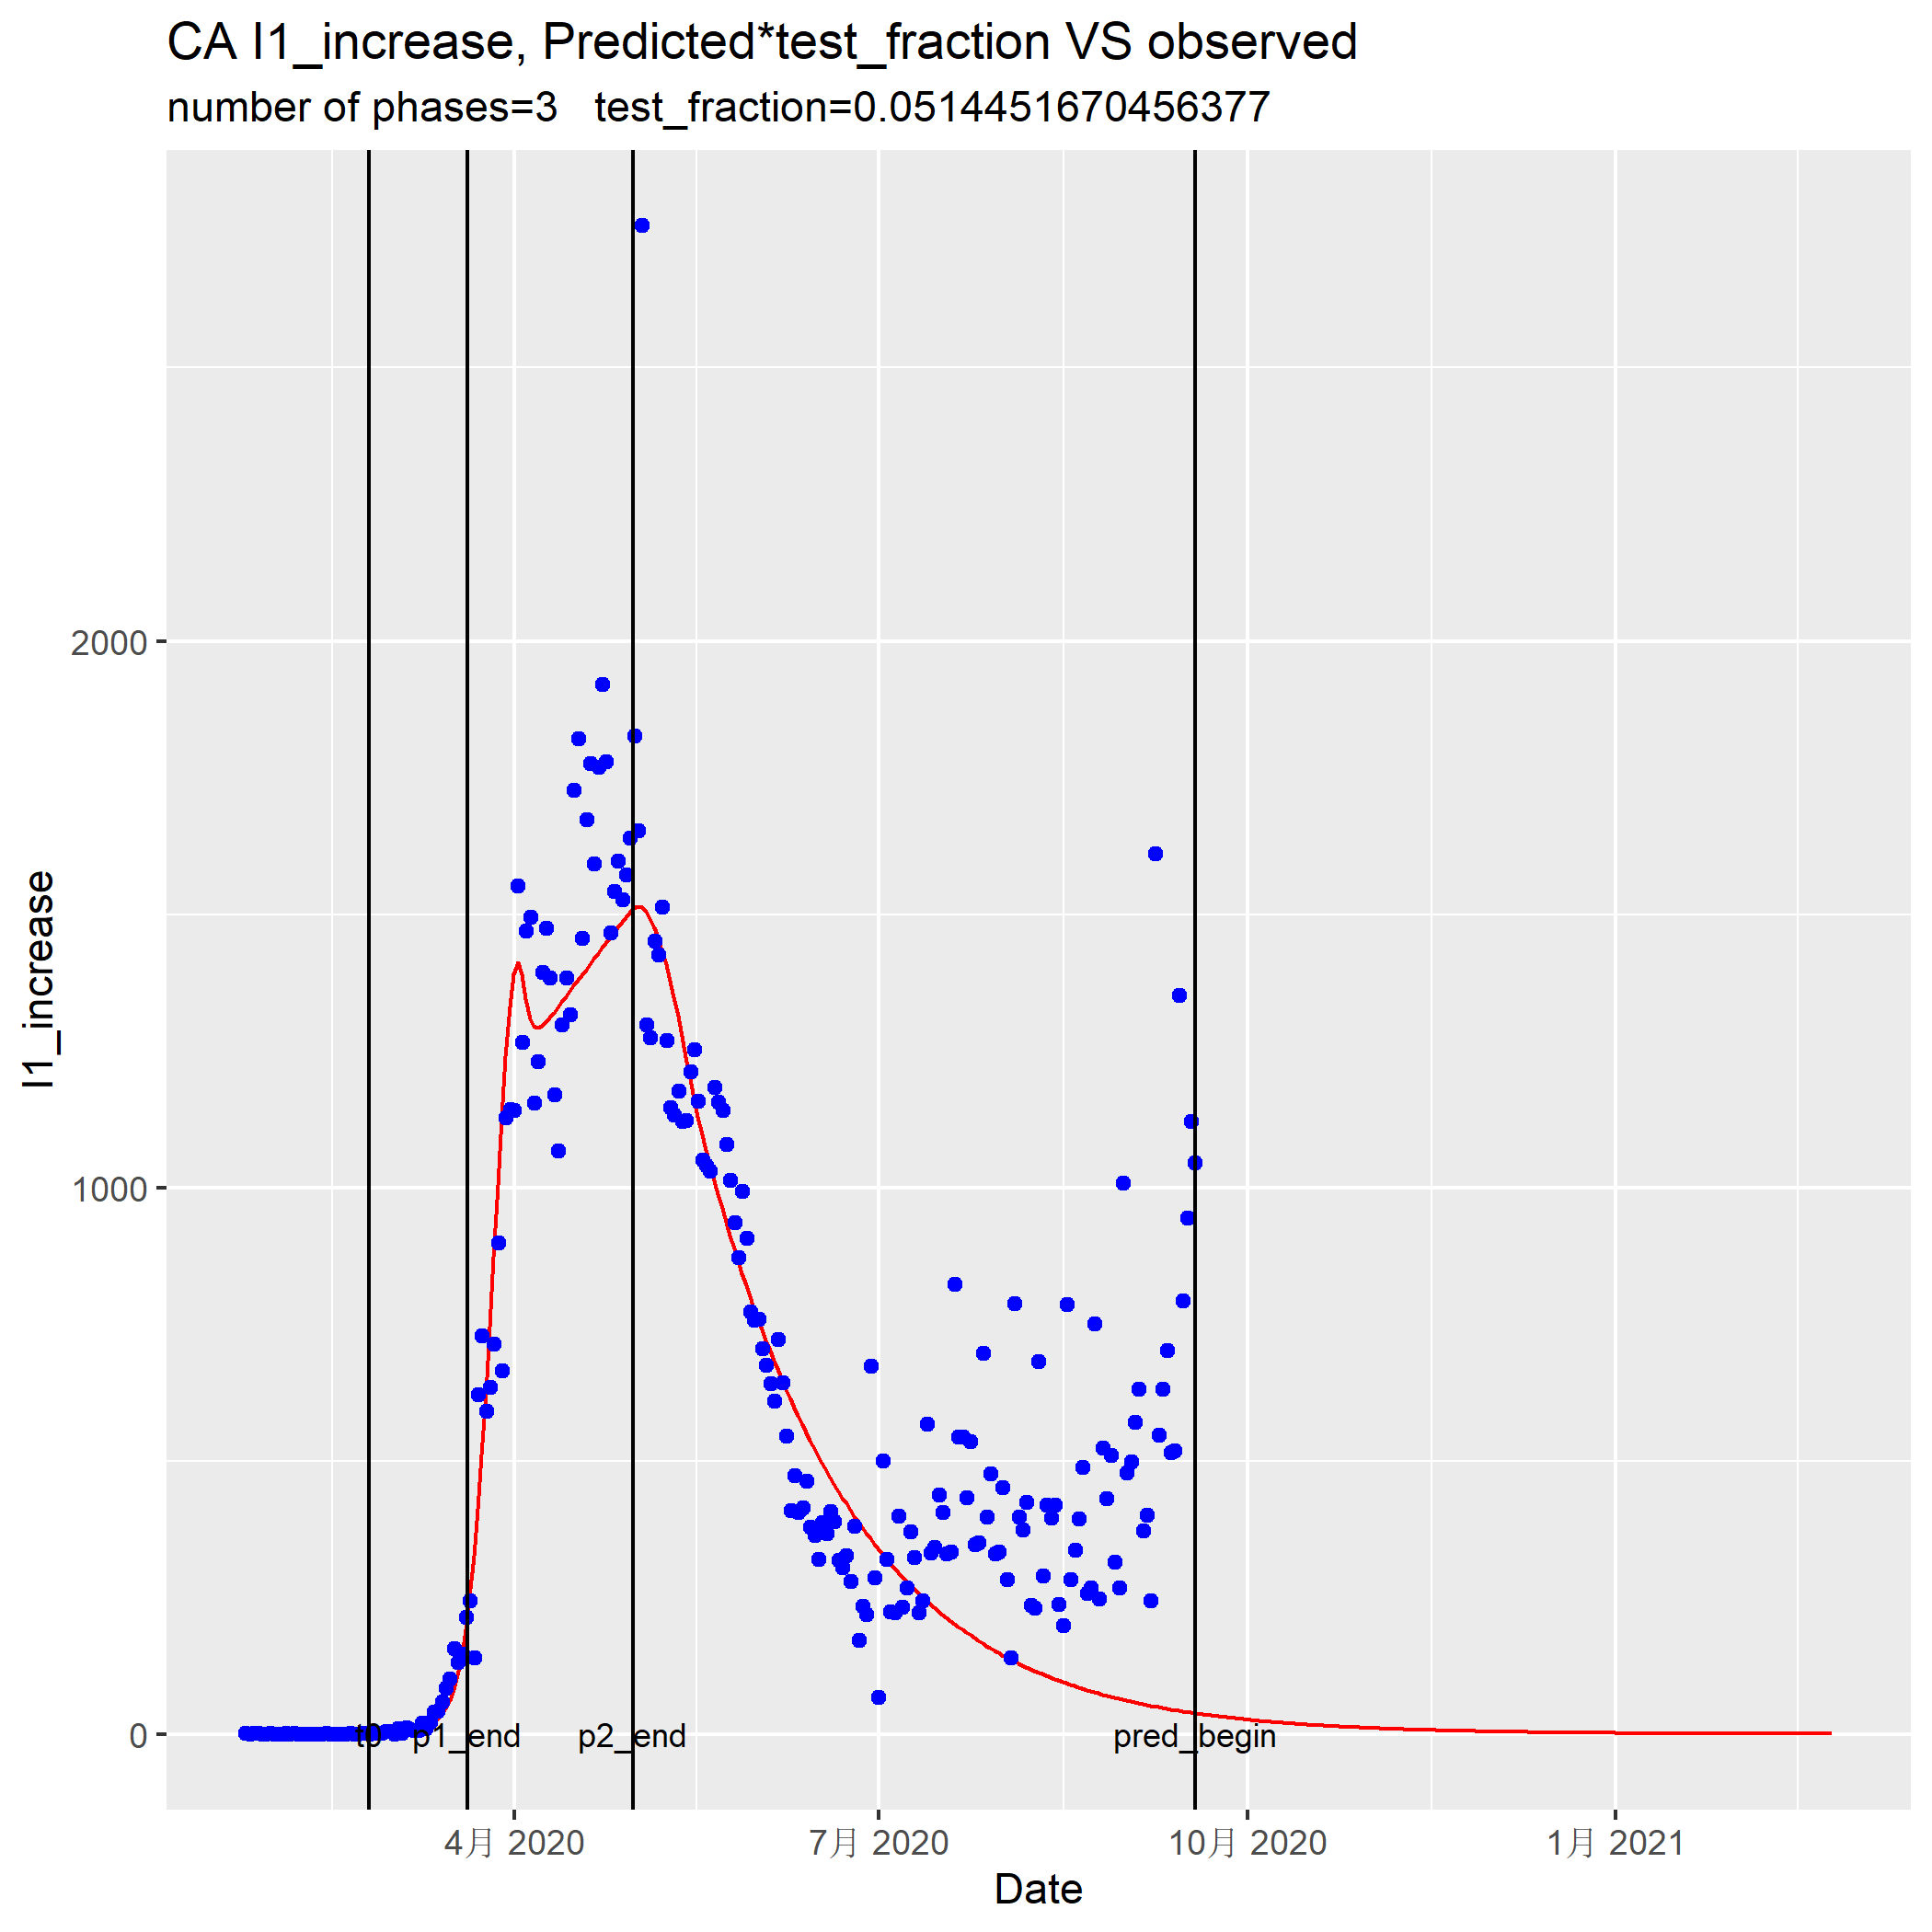 CA I1_increase, Predicted*test_fraction VS observed
number of phases=3 test_fraction=0.0514451670456377
I1_increase
2000
1000
0
t0 p1_end p2_end pred_begin
4月 2020 7月 2020 10月 2020 1月 2021
Date